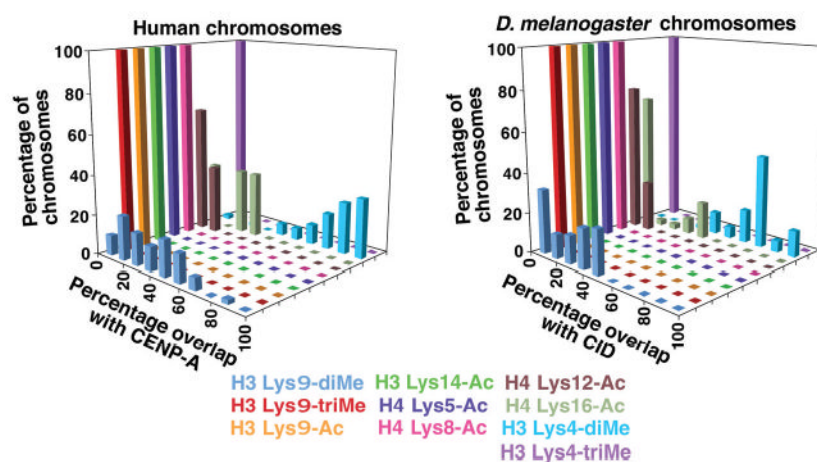 Human chromosomes
Percentage of
chromosomes
100
80
60
40
20
0
0
20
40
60
80
100
Percentage overlap
with CENP-A
D. melanogaster chromosomes
Percentage of
chromosomes
100
80
60
40
20
0
0
20
40
60
80
100
Percentage overlap
with CID
H3 Lys9-diMe H3 Lys14-Ac H4 Lys12-Ac
H3 Lys9-triMe H4 Lys5-Ac H4 Lys16-Ac
H3 Lys9-Ac H4 Lys8-Ac H3 Lys4-diMe
H3 Lys4-triMe